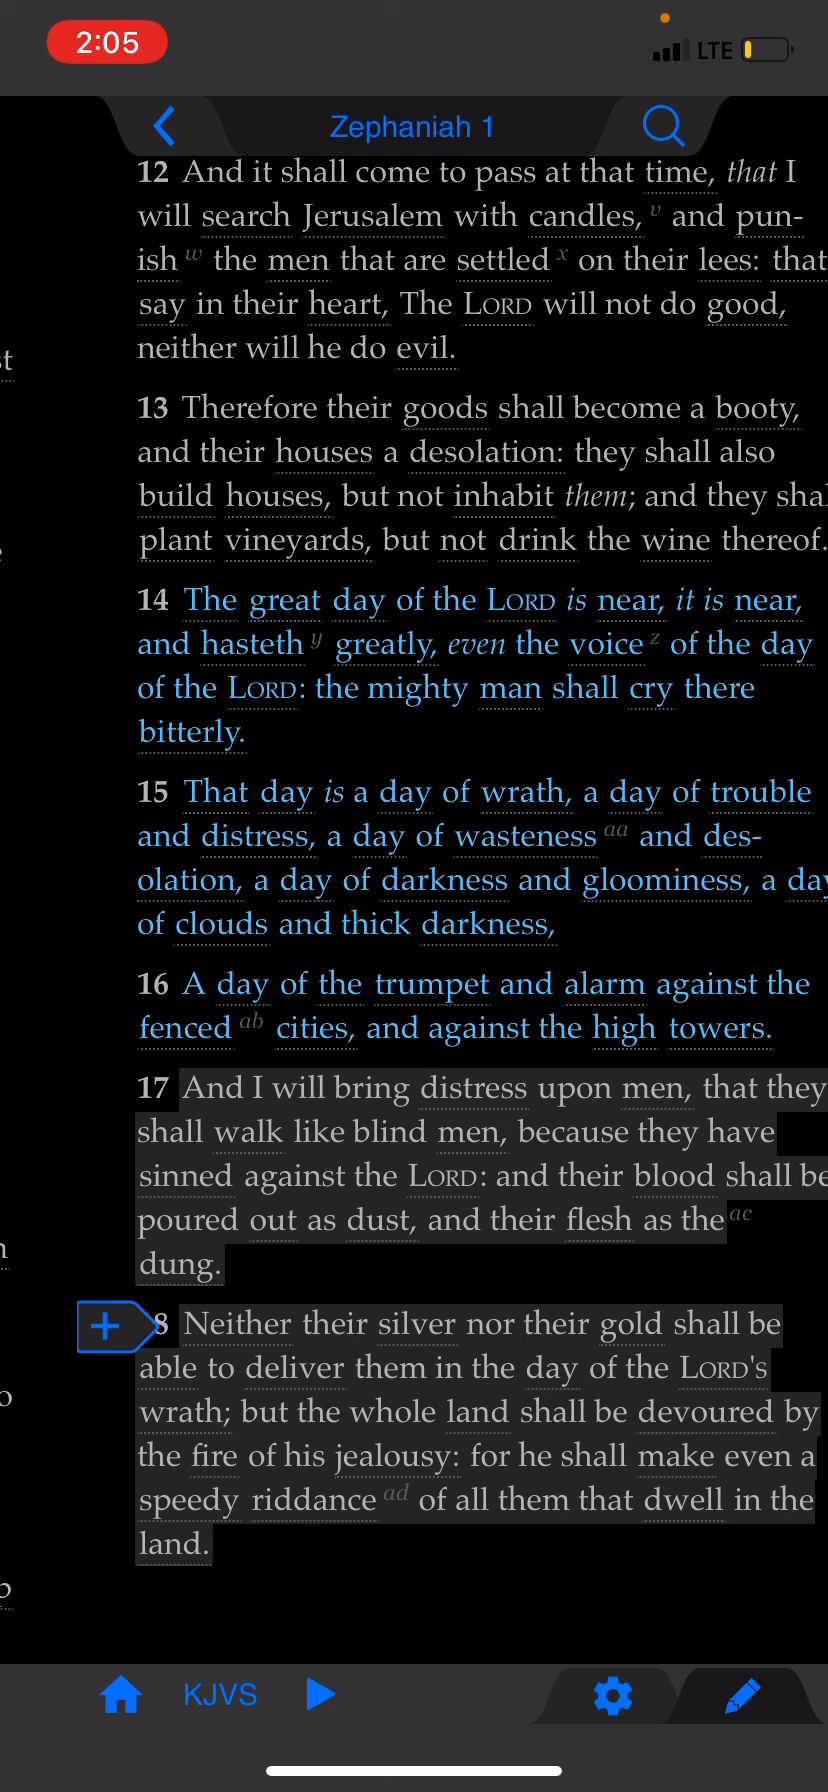 2:05
LTE
Zephaniah 1
12 And it shall come to pass at that time, that I
will search Jerusalem with candles, v and pun-
ish w the men that are settled x on their lees: that
say in their heart, The LORD will not do good,
neither will he do evil.
13 Therefore their goods shall become a booty,
and their houses a desolation: they shall also
build houses, but not inhabit them; and they shal
plant vineyards, but not drink the wine thereof.
14 The great day of the LORD is near, it is near,
and hasteth y greatly, even the voice z of the day
of the LORD: the mighty man shall cry there
bitterly.
15 That day is a day of wrath, a day of trouble
and distress, a day of wasteness aa and des-
olation, a day of darkness and gloominess, a day
of clouds and thick darkness,
16 A day of the trumpet and alarm against the
fenced ab cities, and against the high towers.
17 And I will bring distress upon men, that they
shall walk like blind men, because they have
sinned against the LORD: and their blood shall be
poured out as dust, and their flesh as the ac
dung.
8 Neither their silver nor their gold shall be
able to deliver them in the day of the LORD'S
wrath; but the whole land shall be devoured by
the fire of his jealousy: for he shall make even a
speedy riddance ad of all them that dwell in the
land.
KJVS